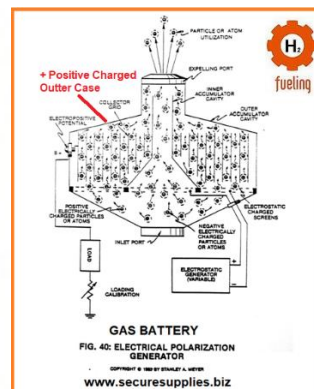 PARTICLE OR ATOM
UTILIZATION
H2
fueling
EXPELLING PORT
+ Positive Charged
Outter Case
COLLECTOR
GRID
INNER
ACCUMULATOR
CAVITY
OUTER
ACCUMULATOR
CAVITY
ELECTROPOSITIVE
POTENTIAL
POSITIVE
ELECTRICALLY
CHARGED PARTICLES
OR ATOMS
NEGATIVE
ELECTRICALLY
CHARGED PARTICLES
OR ATOMS
ELECTROSTATIC
CHARGED
SCREENS
INLET PORT
LOAD
LOADING
CALIBRATION
ELECTROSTATIC
GENERATOR
(VARIABLE)
+
−
GAS BATTERY
FIG. 40: ELECTRICAL POLARIZATION
GENERATOR
www.securesupplies.biz